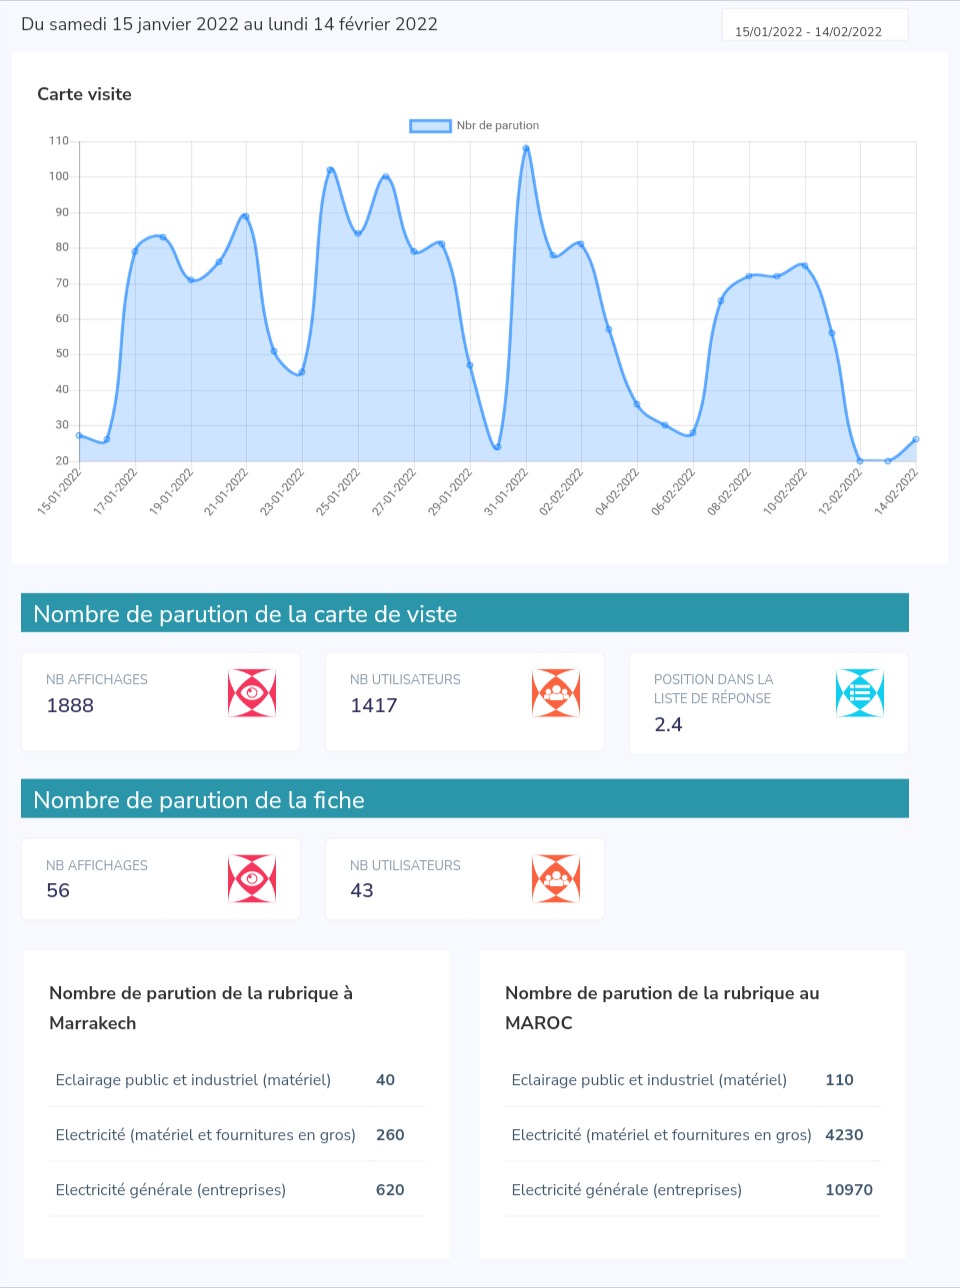 Du samedi 15 janvier 2022 au lundi 14 février 2022
15/01/2022 - 14/02/2022
Carte visite
Nbr de parution
110
100
90
80
70
60
50
40
30
20
15-01-2022
17-01-2022
19-01-2022
21-01-2022
23-01-2022
25-01-2022
27-01-2022
29-01-2022
31-01-2022
02-02-2022
04-02-2022
06-02-2022
08-02-2022
10-02-2022
12-02-2022
14-02-2022
Nombre de parution de la carte de viste
NB AFFICHAGES
1888
NB UTILISATEURS
1417
POSITION DANS LA
LISTE DE RÉPONSE
2.4
Nombre de parution de la fiche
NB AFFICHAGES
56
NB UTILISATEURS
43
Nombre de parution de la rubrique à
Marrakech
Eclairage public et industriel (matériel) 40
Electricité (matériel et fournitures en gros) 260
Electricité générale (entreprises) 620
Nombre de parution de la rubrique au
MAROC
Eclairage public et industriel (matériel) 110
Electricité (matériel et fournitures en gros) 4230
Electricité générale (entreprises) 10970